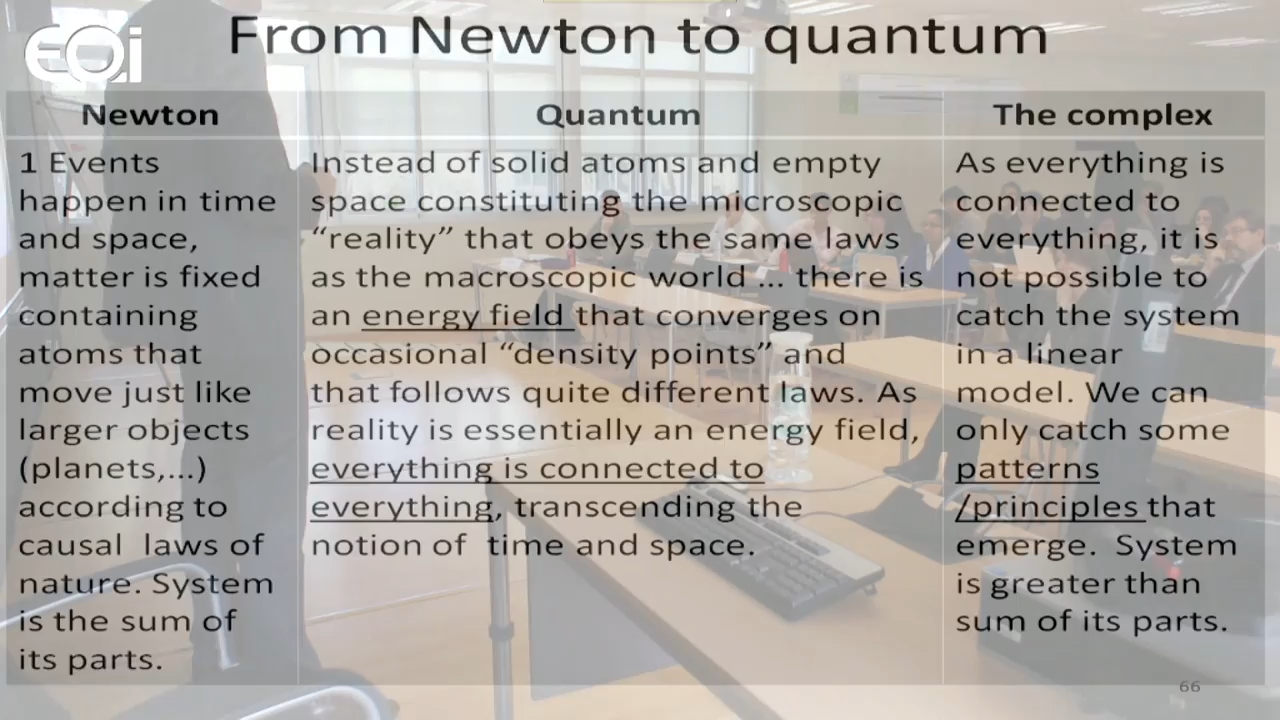 EOi
From Newton to quantum
Newton
1 Events
happen in time
and space,
matter is fixed
containing
atoms that
move just like
larger objects
(planets,...)
according to
causal laws of
nature. System
is the sum of
its parts.
Quantum
Instead of solid atoms and empty
space constituting the microscopic
“reality” that obeys the same laws
as the macroscopic world ... there is
an energy field that converges on
occasional “density points” and
that follows quite different laws. As
reality is essentially an energy field,
everything is connected to
everything, transcending the
notion of time and space.
The complex
As everything is
connected to
everything, it is
not possible to
catch the system
in a linear
model. We can
only catch some
patterns
/principles that
emerge. System
is greater than
sum of its parts.
66